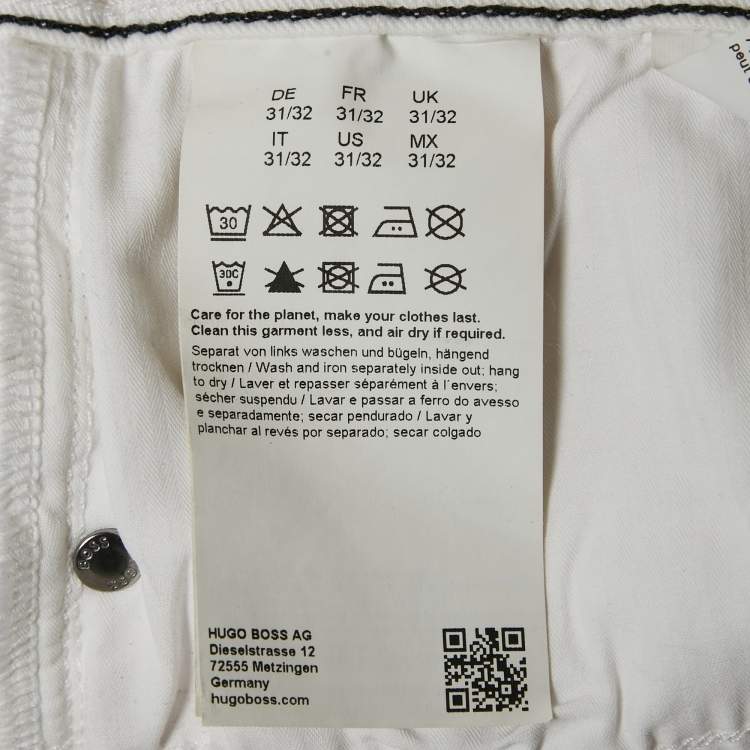 DE FR UK
31/32 31/32 31/32
IT US MX
31/32 31/32 31/32
30
30C
Care for the planet, make your clothes last.
Clean this garment less, and air dry if required.
Separat von links waschen und bügeln, hängend
trocknen / Wash and iron separately inside out; hang
to dry / Laver et repasser séparément à l'envers;
sécher suspendu / Lavar e passar a ferro do avesso
e separadamente; secar pendurado / Lavar y
planchar al revés por separado; secar colgado
HUGO BOSS AG
Dieselstrasse 12
72555 Metzingen
Germany
hugoboss.com
BOSS
peut